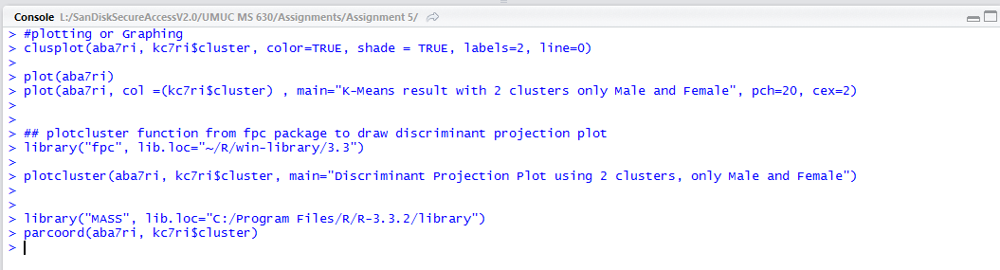 Console L:/SanDiskSecureAccessV2.0/UMUC MS 630/Assignments/Assignment 5/
> #plotting or Graphing
> clusplot(aba7ri, kc7ri$cluster, color=TRUE, shade = TRUE, labels=2, line=0)
>
> plot(aba7ri)
> plot(aba7ri, col =(kc7ri$cluster) , main="K-Means result with 2 clusters only Male and Female", pch=20, cex=2)
>
>
> ## plotcluster function from fpc package to draw discriminant projection plot
> library("fpc", lib.loc="~/R/win-library/3.3")
>
> plotcluster(aba7ri, kc7ri$cluster, main="Discriminant Projection Plot using 2 clusters, only Male and Female")
>
>
> library("MASS", lib.loc="C:/Program Files/R/R-3.3.2/library")
> parcoord(aba7ri, kc7ri$cluster)
>